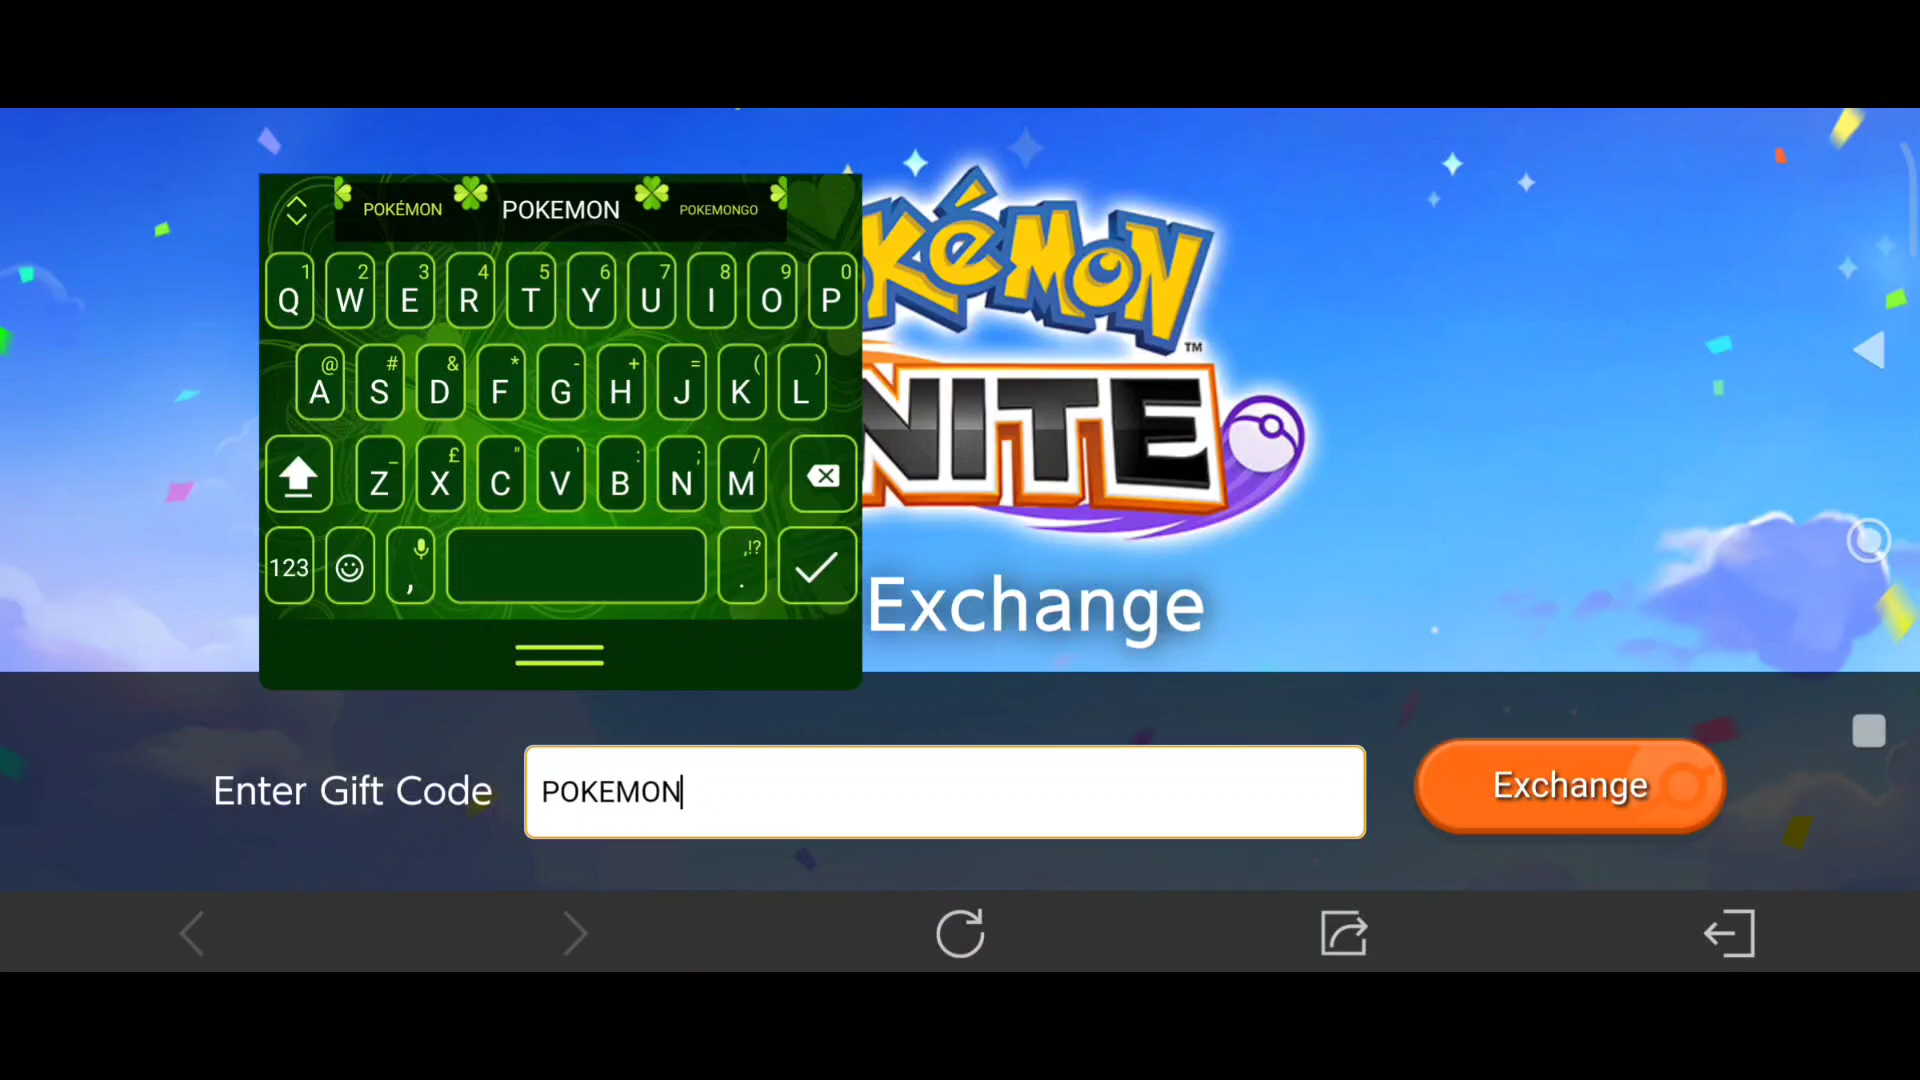 POKÉMON POKEMON POKEMONGO
1 2 3 4 5 6 7 8 9 0
Q W E R T Y U I O P
@ # & * - + = ( )
A S D F G H J K L
_ £ " ' : ; /
Z X C V B N M
123 , ,!? .
OKÉMON TM
NITE
Exchange
Enter Gift Code POKEMON Exchange